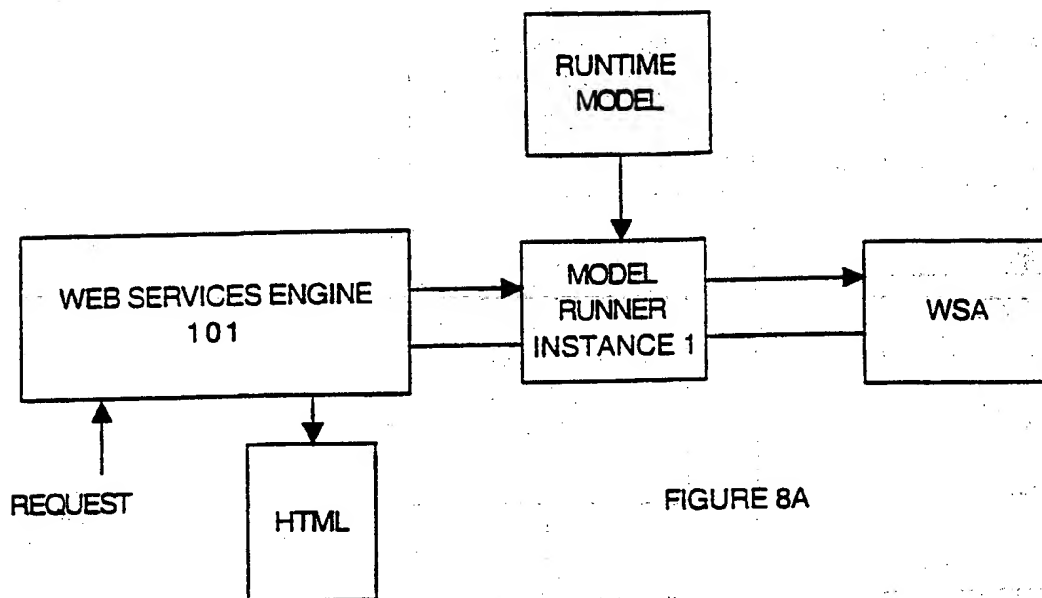 RUNTIME
MODEL
WEB SERVICES ENGINE
101
MODEL
RUNNER
INSTANCE 1
WSA
REQUEST
HTML
FIGURE 8A